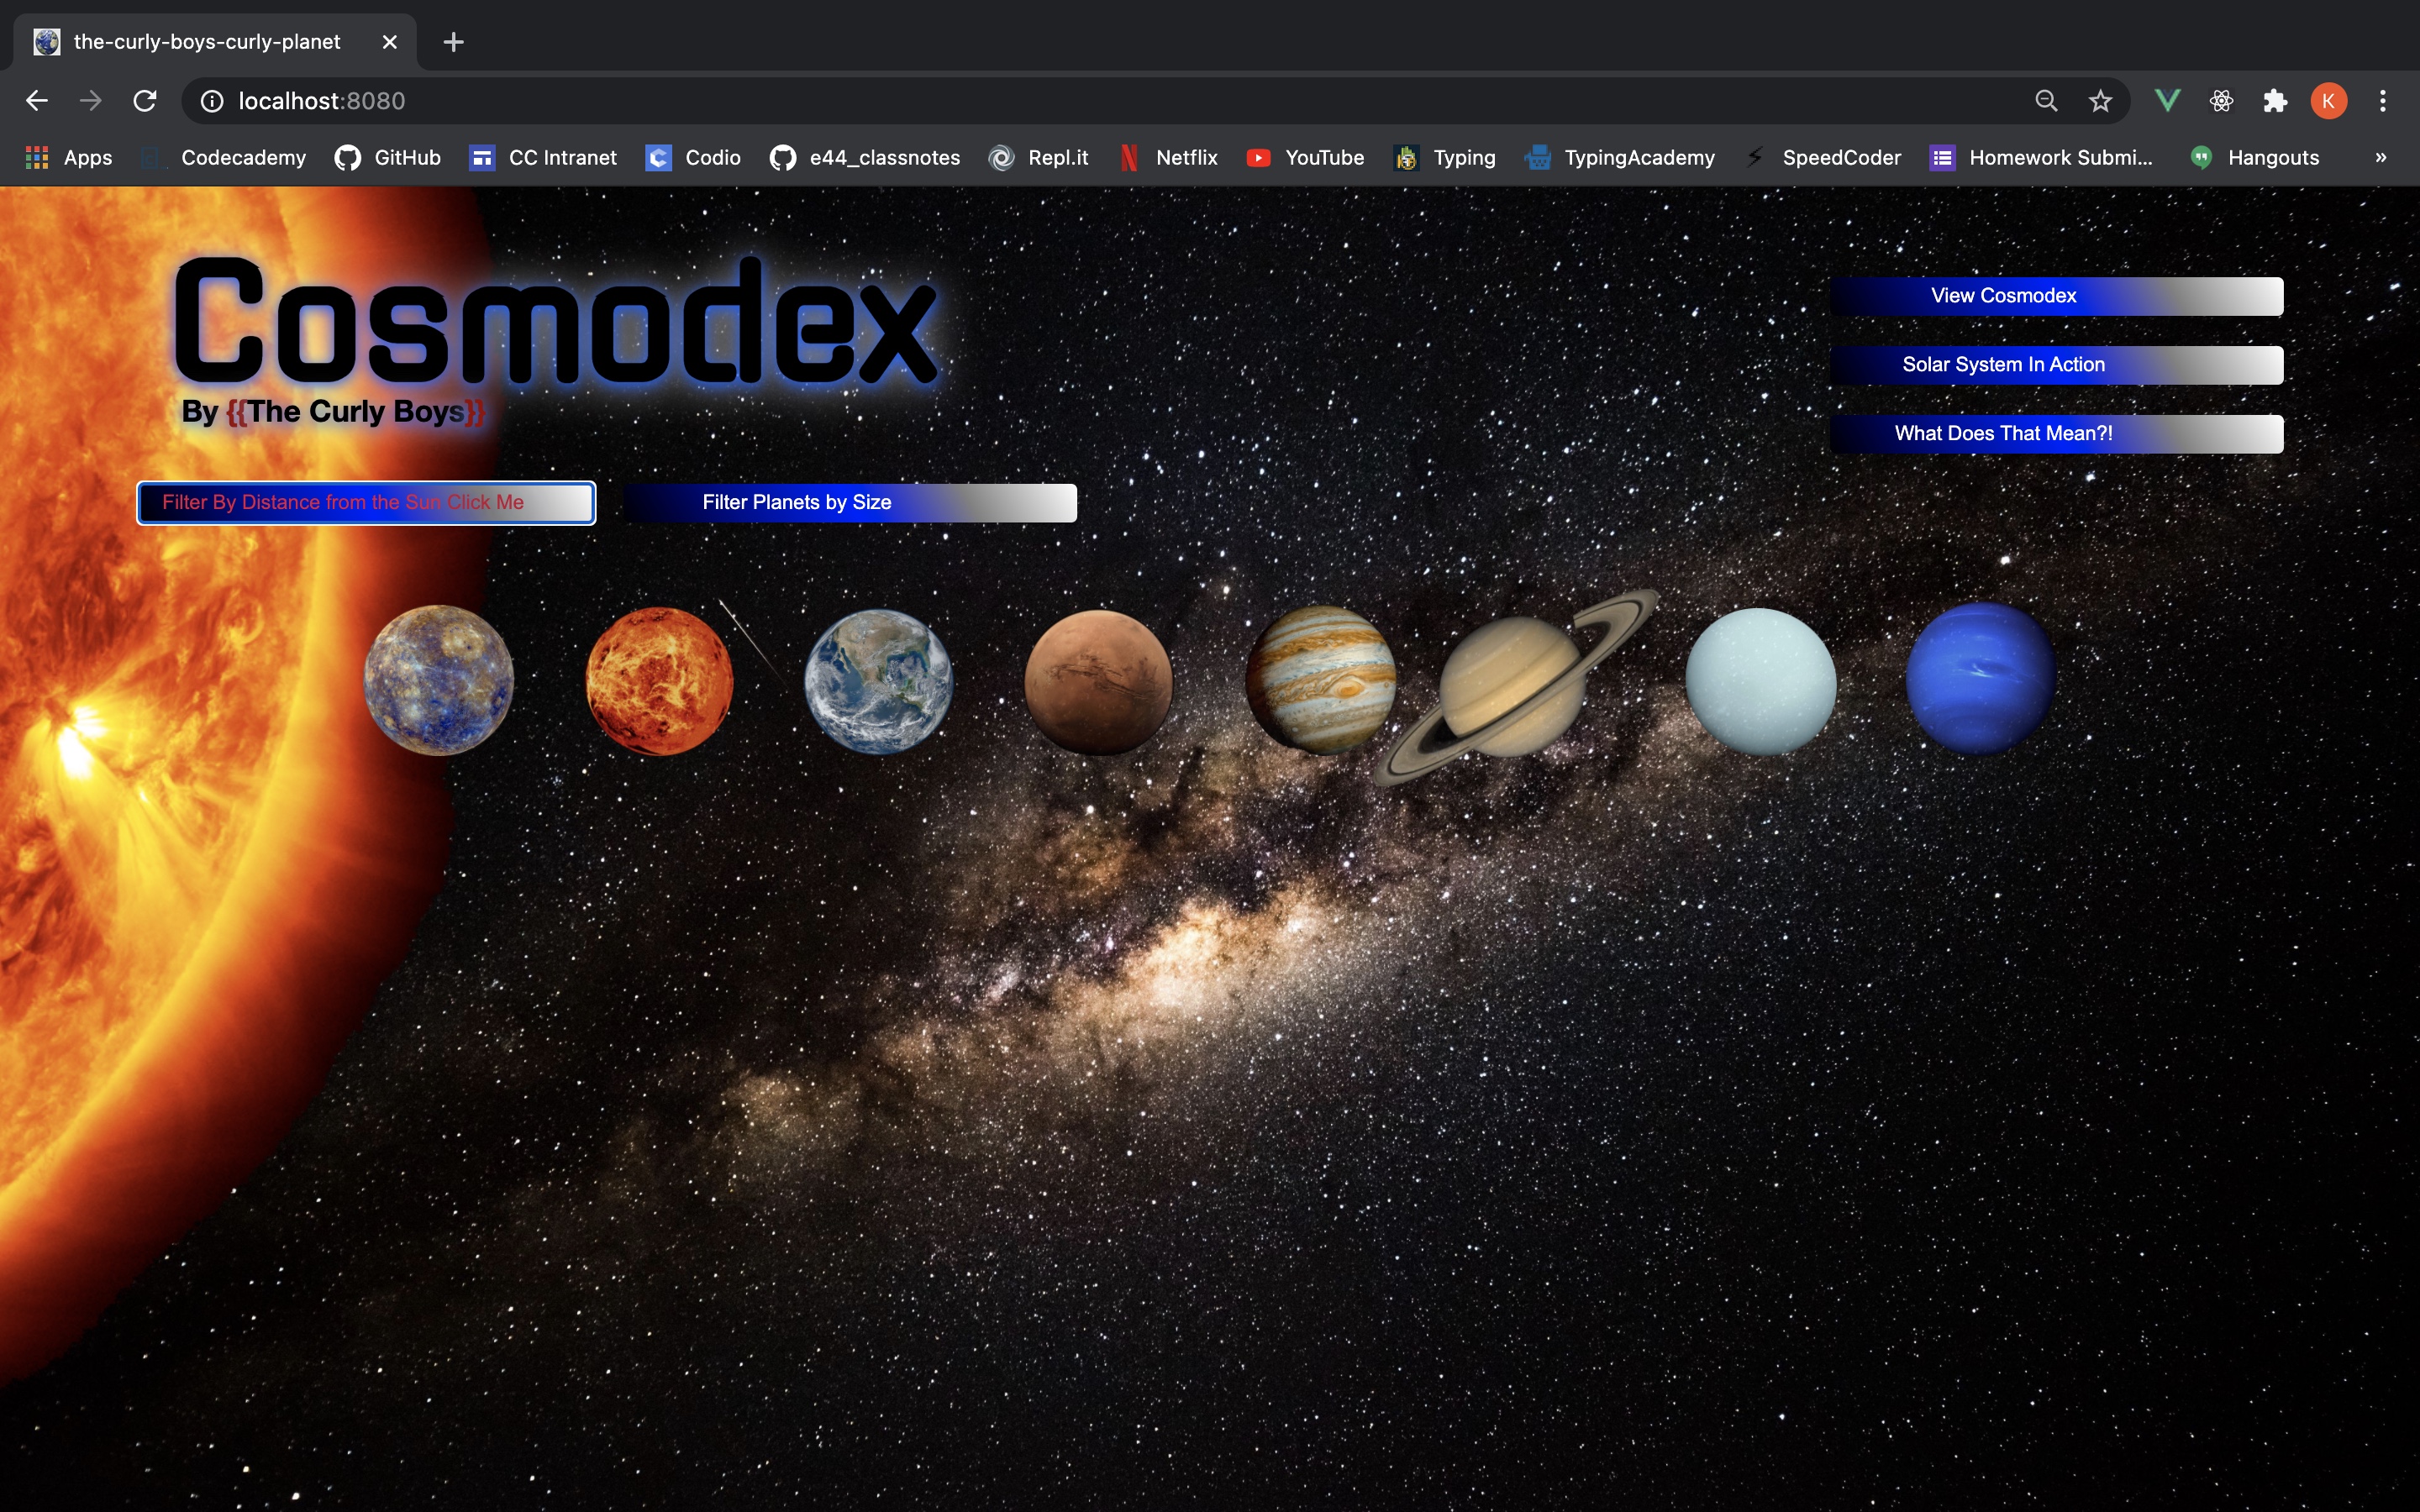 the-curly-boys-curly-planet
localhost:8080
K
Apps
Codecademy
GitHub
CC Intranet
Codio
e44_classnotes
Repl.it
Netflix
YouTube
Typing
TypingAcademy
SpeedCoder
Homework Submi...
Hangouts
»
Cosmodex
By {{The Curly Boys}}
View Cosmodex
Solar System In Action
What Does That Mean?!
Filter By Distance from the Sun Click Me
Filter Planets by Size